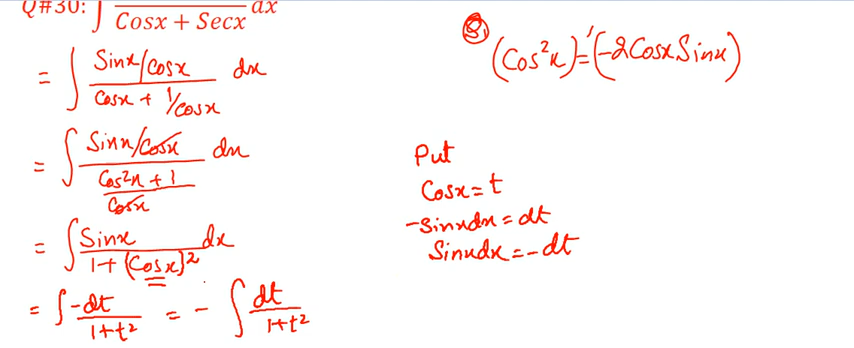 Q#30: ∫ / Cosx + Secx dx
= ∫ Sinx/Cosx / Cosx + 1/Cosx dx
= ∫ Sinx/Cosx / Cos²x + 1 / Cosx dx
= ∫ Sinx / 1+ (Cosx)² dx
= ∫ -dt / 1+t² = - ∫ dt / 1+t²
(Cos²x)' = (-2CosxSinx)
Put
Cosx = t
-sinxdx = dt
Sinxdx = -dt